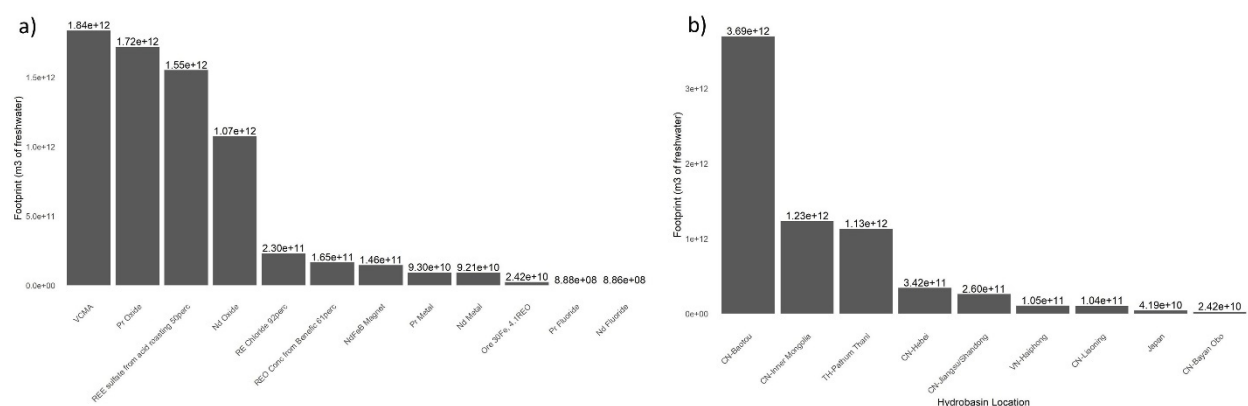 a)
Footprint (m3 of freshwater)
1.5e+12
1.0e+12
5.0e+11
0.0e+00
1.84e+12
1.72e+12
1.55e+12
1.07e+12
2.30e+11
1.65e+11
1.46e+11
9.30e+10
9.21e+10
2.42e+10
8.88e+08
8.86e+08
VCMA
Pr Oxide
REE sulfate from acid roasting 50perc
Nd Oxide
RE Chloride 92perc
REO Conc from Benefic 61perc
NdFeB Magnet
Pr Metal
Nd Metal
Ore 30Fe, 4.1REO
Pr Fluoride
Nd Fluoride
b)
Footprint (m3 of freshwater)
3e+12
2e+12
1e+12
0e+00
3.69e+12
1.23e+12
1.13e+12
3.42e+11
2.60e+11
1.05e+11
1.04e+11
4.19e+10
2.42e+10
CN-Baotou
CN-Inner Mongolia
TH-Pathum Thani
CN-Hebei
CN-Jiangsu/Shandong
VN-Haiphong
CN-Liaoning
Japan
CN-Bayan Obo
Hydrobasin Location